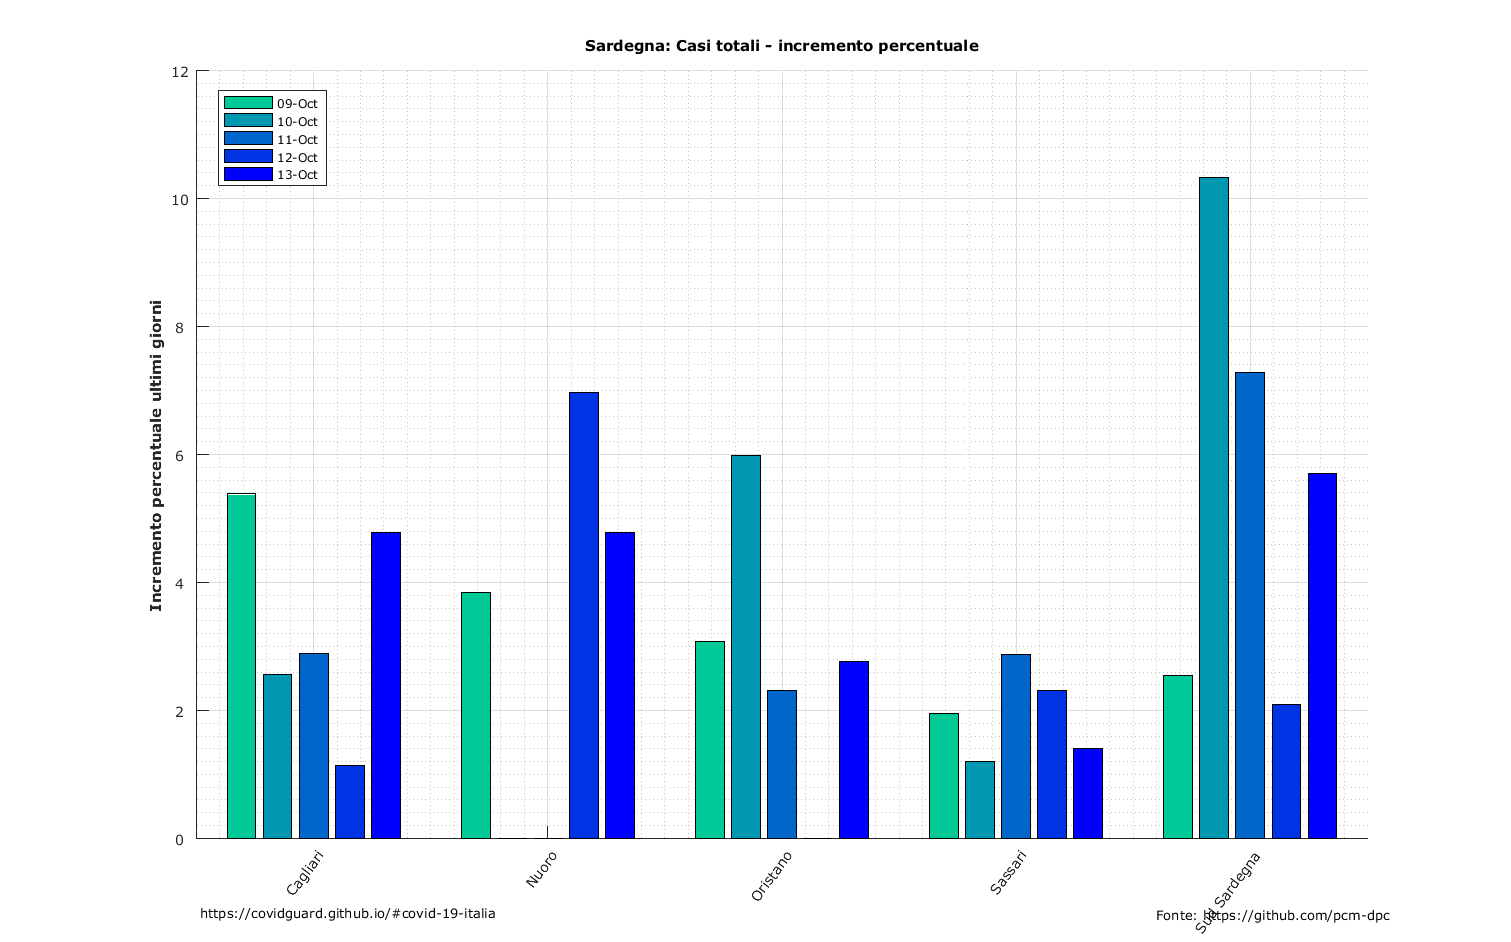 Sardegna: Casi totali - incremento percentuale
12
10
8
6
4
2
0
Incremento percentuale ultimi giorni
09-Oct
10-Oct
11-Oct
12-Oct
13-Oct
Cagliari
Nuoro
Oristano
Sassari
Sud Sardegna
https://covidguard.github.io/#covid-19-italia
Fonte: https://github.com/pcm-dpc